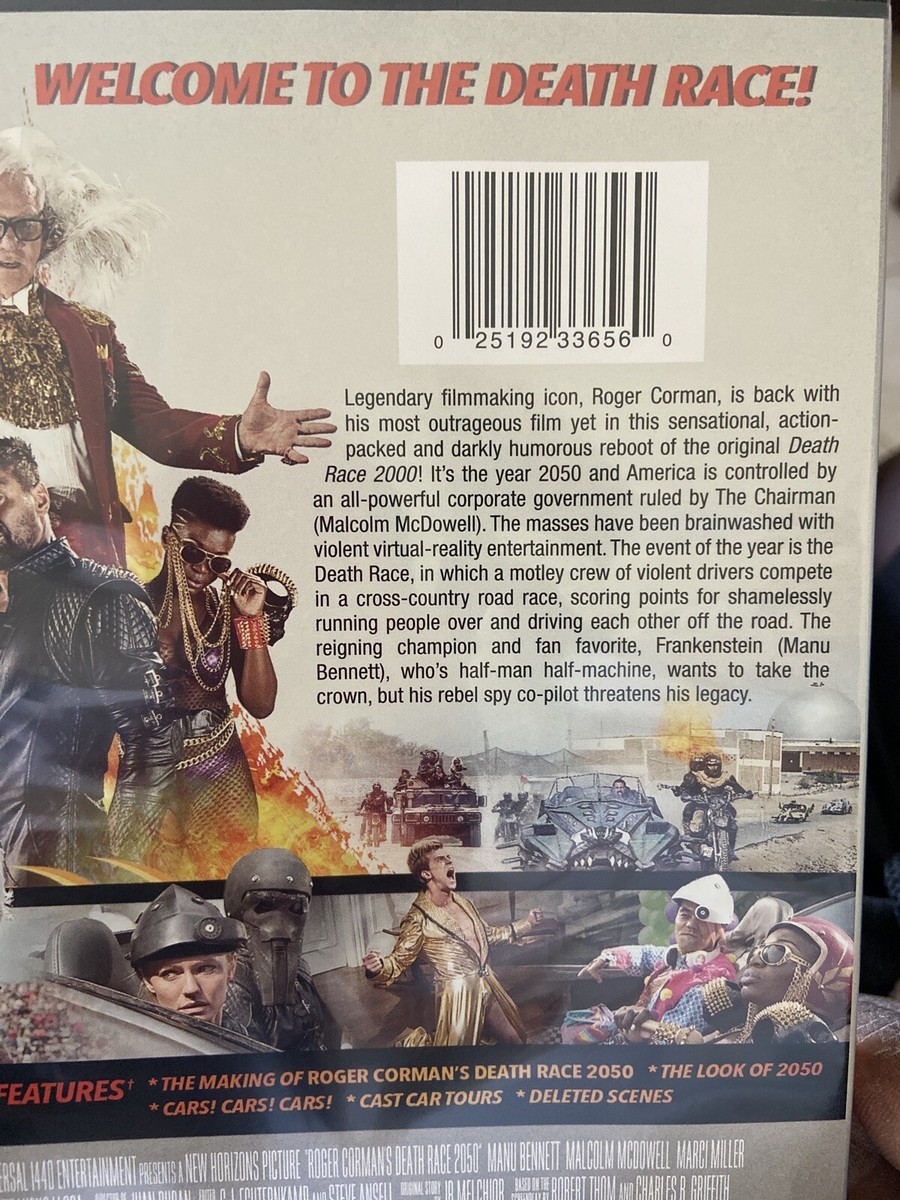 WELCOME TO THE DEATH RACE!
0 25192 33656 0
Legendary filmmaking icon, Roger Corman, is back with
his most outrageous film yet in this sensational, action-
packed and darkly humorous reboot of the original Death
Race 2000! It's the year 2050 and America is controlled by
an all-powerful corporate government ruled by The Chairman
(Malcolm McDowell). The masses have been brainwashed with
violent virtual-reality entertainment. The event of the year is the
Death Race, in which a motley crew of violent drivers compete
in a cross-country road race, scoring points for shamelessly
running people over and driving each other off the road. The
reigning champion and fan favorite, Frankenstein (Manu
Bennett), who's half-man half-machine, wants to take the
crown, but his rebel spy co-pilot threatens his legacy.
FEATURES† * THE MAKING OF ROGER CORMAN'S DEATH RACE 2050 * THE LOOK OF 2050
* CARS! CARS! CARS! * CAST CAR TOURS * DELETED SCENES
ERSAL 1440 ENTERTAINMENT PRESENTS A NEW HORIZONS PICTURE "ROGER CORMAN'S DEATH RACE 2050" MANU BENNETT MALCOLM MCDOWELL MARCI MILLER
AND STEVE ANSELL ORIGINAL STORY IB MELCHIOR BASED ON THE ROBERT THOM AND CHARLES B. GRIFFITH